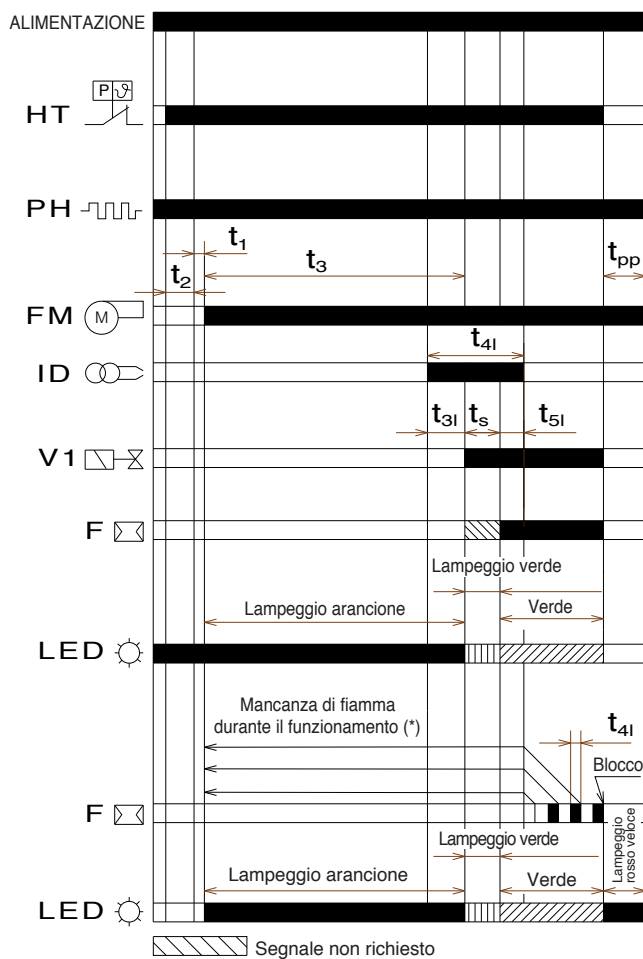 ALIMENTAZIONE
P ϑ
HT
PH
t1
t2
t3
tpp
FM M
t4l
ID
t3l ts t5l
V1
F
Lampeggio verde
Lampeggio arancione
Verde
LED
Mancanza di fiamma
durante il funzionamento (*)
t4l
Blocco
F
Lampeggio verde
Lampeggio
rosso veloce
Lampeggio arancione
Verde
LED
Segnale non richiesto